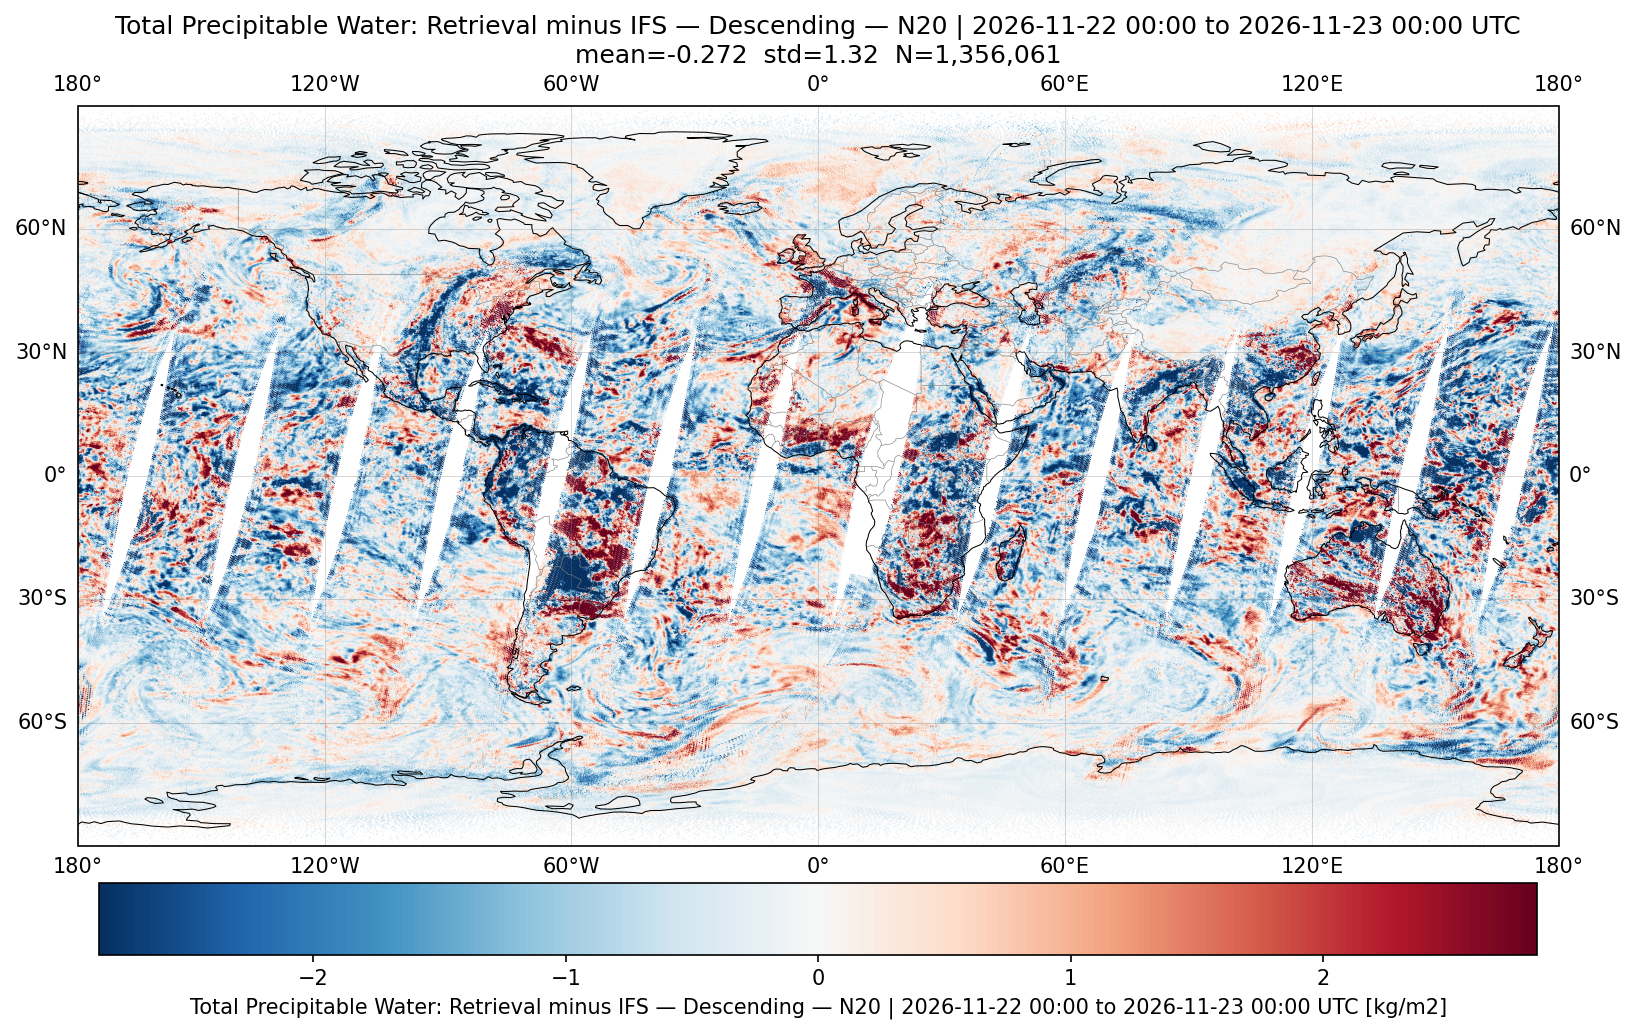 Total Precipitable Water: Retrieval minus IFS — Descending — N20 | 2026-11-22 00:00 to 2026-11-23 00:00 UTC
mean=-0.272  std=1.32  N=1,356,061
180° 120°W 60°W 0° 60°E 120°E 180°
60°N 60°N
30°N 30°N
0° 0°
30°S 30°S
60°S 60°S
180° 120°W 60°W 0° 60°E 120°E 180°
−2 −1 0 1 2
Total Precipitable Water: Retrieval minus IFS — Descending — N20 | 2026-11-22 00:00 to 2026-11-23 00:00 UTC [kg/m2]